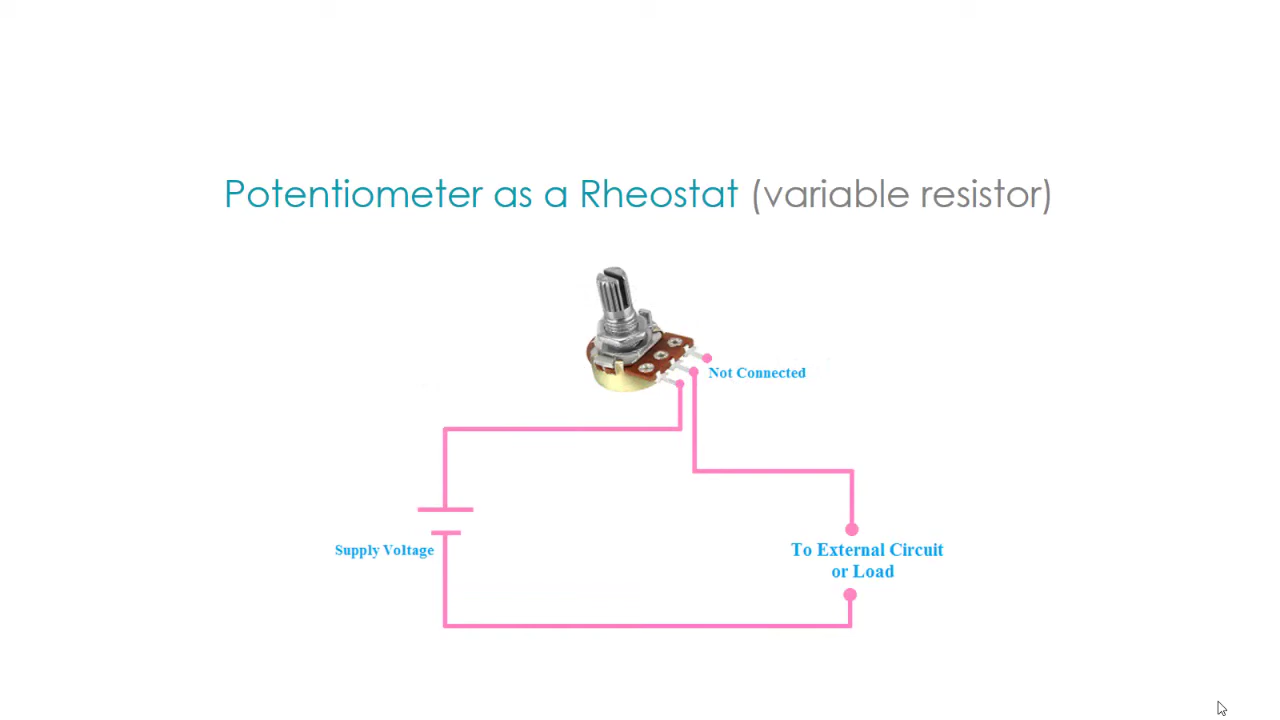 Potentiometer as a Rheostat (variable resistor)
Not Connected
Supply Voltage
To External Circuit
or Load